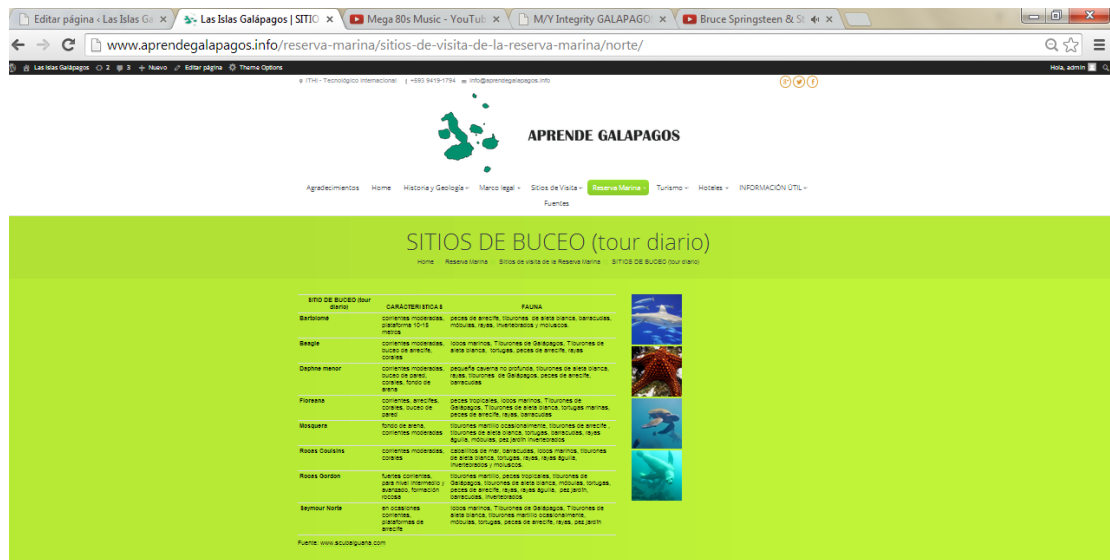 Editar página ‹ Las Islas Ga
Las Islas Galápagos | SITIO
Mega 80s Music - YouTub
M/Y Integrity GALAPAGO
Bruce Springsteen & St
www.aprendegalapagos.info/reserva-marina/sitios-de-visita-de-la-reserva-marina/norte/
Las Islas Galápagos 2 3 + Nuevo Editar página Theme Options Hola, admin
ITHI - Tecnológico Internacional +593 9419-1794 info@aprendegalapagos.info
APRENDE GALAPAGOS
Agradecimientos Home Historia y Geología Marco legal Sitios de Visita Reserva Marina Turismo Hoteles INFORMACIÓN ÚTIL
Fuentes
SITIOS DE BUCEO (tour diario)
Home Reserva Marina Sitios de visita de la Reserva Marina SITIOS DE BUCEO (tour diario)
SITIO DE BUCEO (tour
diario) CARÁCTERISTICAS FAUNA
Bartolomé corrientes moderadas, peces de arrecife, tiburones de aleta blanca, barracudas,
plataforma 10-15 móbulas, rayas, invertebrados y moluscos.
metros
Beagle corrientes moderadas, lobos marinos, Tiburones de Galápagos, Tiburones de
buceo de arrecife, aleta blanca, tortugas, peces de arrecife, rayas
corales
Daphne menor corrientes moderadas, pequeña caverna no profunda, tiburones de aleta blanca,
buceo de pared, rayas, tiburones de Galápagos, peces de arrecife,
corales, fondo de barracudas
arena
Floreana corrientes, arrecifes, peces tropicales, lobos marinos, Tiburones de
corales, buceo de Galápagos, Tiburones de aleta blanca, tortugas marinas,
pared peces de arrecife, rayas, barracudas
Mosquera fondo de arena, tiburones martillo ocasionalmente, tiburones de arrecife ,
corrientes moderadas tiburones de aleta blanca, tortugas, barracudas, rayas
águila, móbulas, pez jardín invertebrados
Rocas Cousins corrientes moderadas, caballitos de mar, barracudas, lobos marinos, tiburones
corales de aleta blanca, tortugas, rayas, rayas águila,
invertebrados y moluscos.
Rocas Gordon fuertes corrientes, tiburones martillo, peces tropicales, tiburones de
para nivel intermedio y Galápagos, tiburones de aleta blanca, móbulas, tortugas,
avanzado, formación peces de arrecife, rayas, rayas águila, pez jardín,
rocosa barracudas, invertebrados
Seymour Norte en ocasiones lobos marinos, Tiburones de Galápagos, Tiburones de
corrientes, aleta blanca, tiburones martillo ocasionalmente,
plataformas de móbulas, tortugas, peces de arrecife, rayas, pez jardín
arrecife
Fuente: www.scubaiguana.com